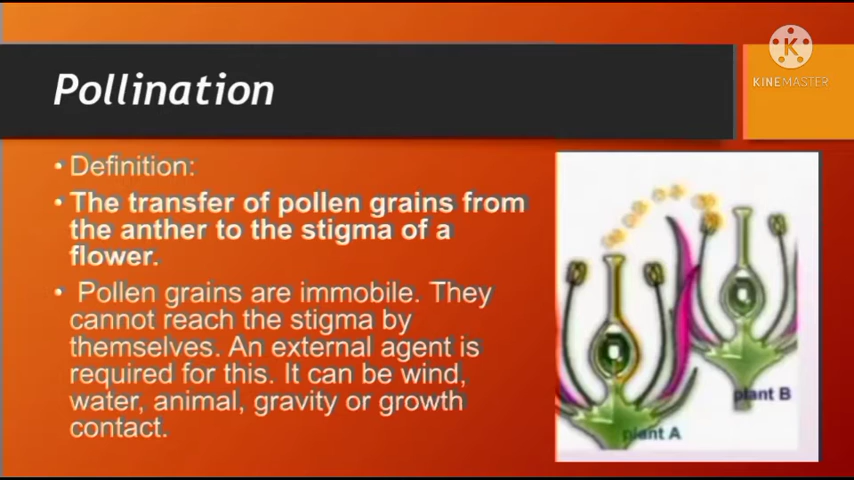 Pollination
KINEMASTER
• Definition:
• The transfer of pollen grains from
the anther to the stigma of a
flower.
• Pollen grains are immobile. They
cannot reach the stigma by
themselves. An external agent is
required for this. It can be wind,
water, animal, gravity or growth
contact.
plant B
plant A